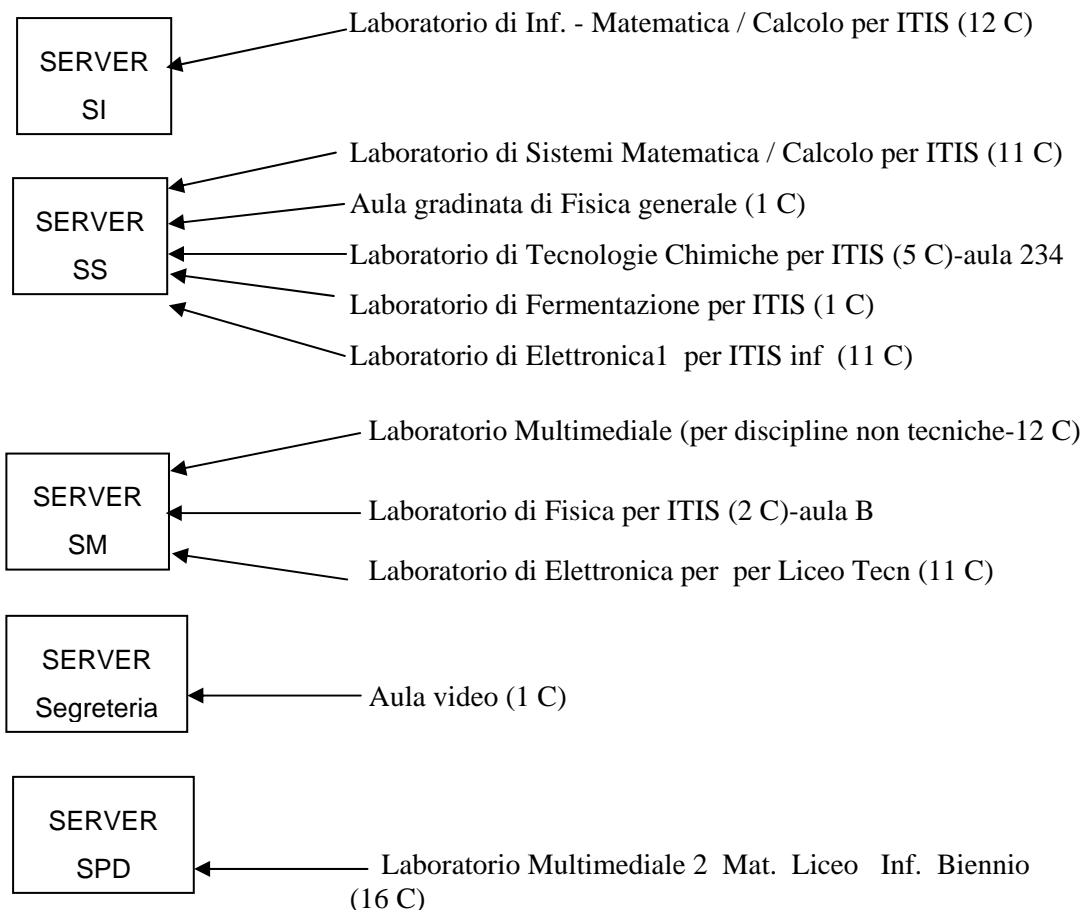 Laboratorio di Inf. - Matematica / Calcolo per ITIS (12 C)
SERVER
SI
Laboratorio di Sistemi Matematica / Calcolo per ITIS (11 C)
Aula gradinata di Fisica generale (1 C)
SERVER
SS
Laboratorio di Tecnologie Chimiche per ITIS (5 C)-aula 234
Laboratorio di Fermentazione per ITIS (1 C)
Laboratorio di Elettronica1 per ITIS inf (11 C)
Laboratorio Multimediale (per discipline non tecniche-12 C)
SERVER
SM
Laboratorio di Fisica per ITIS (2 C)-aula B
Laboratorio di Elettronica per per Liceo Tecn (11 C)
SERVER
Segreteria
Aula video (1 C)
SERVER
SPD
Laboratorio Multimediale 2 Mat. Liceo Inf. Biennio
(16 C)